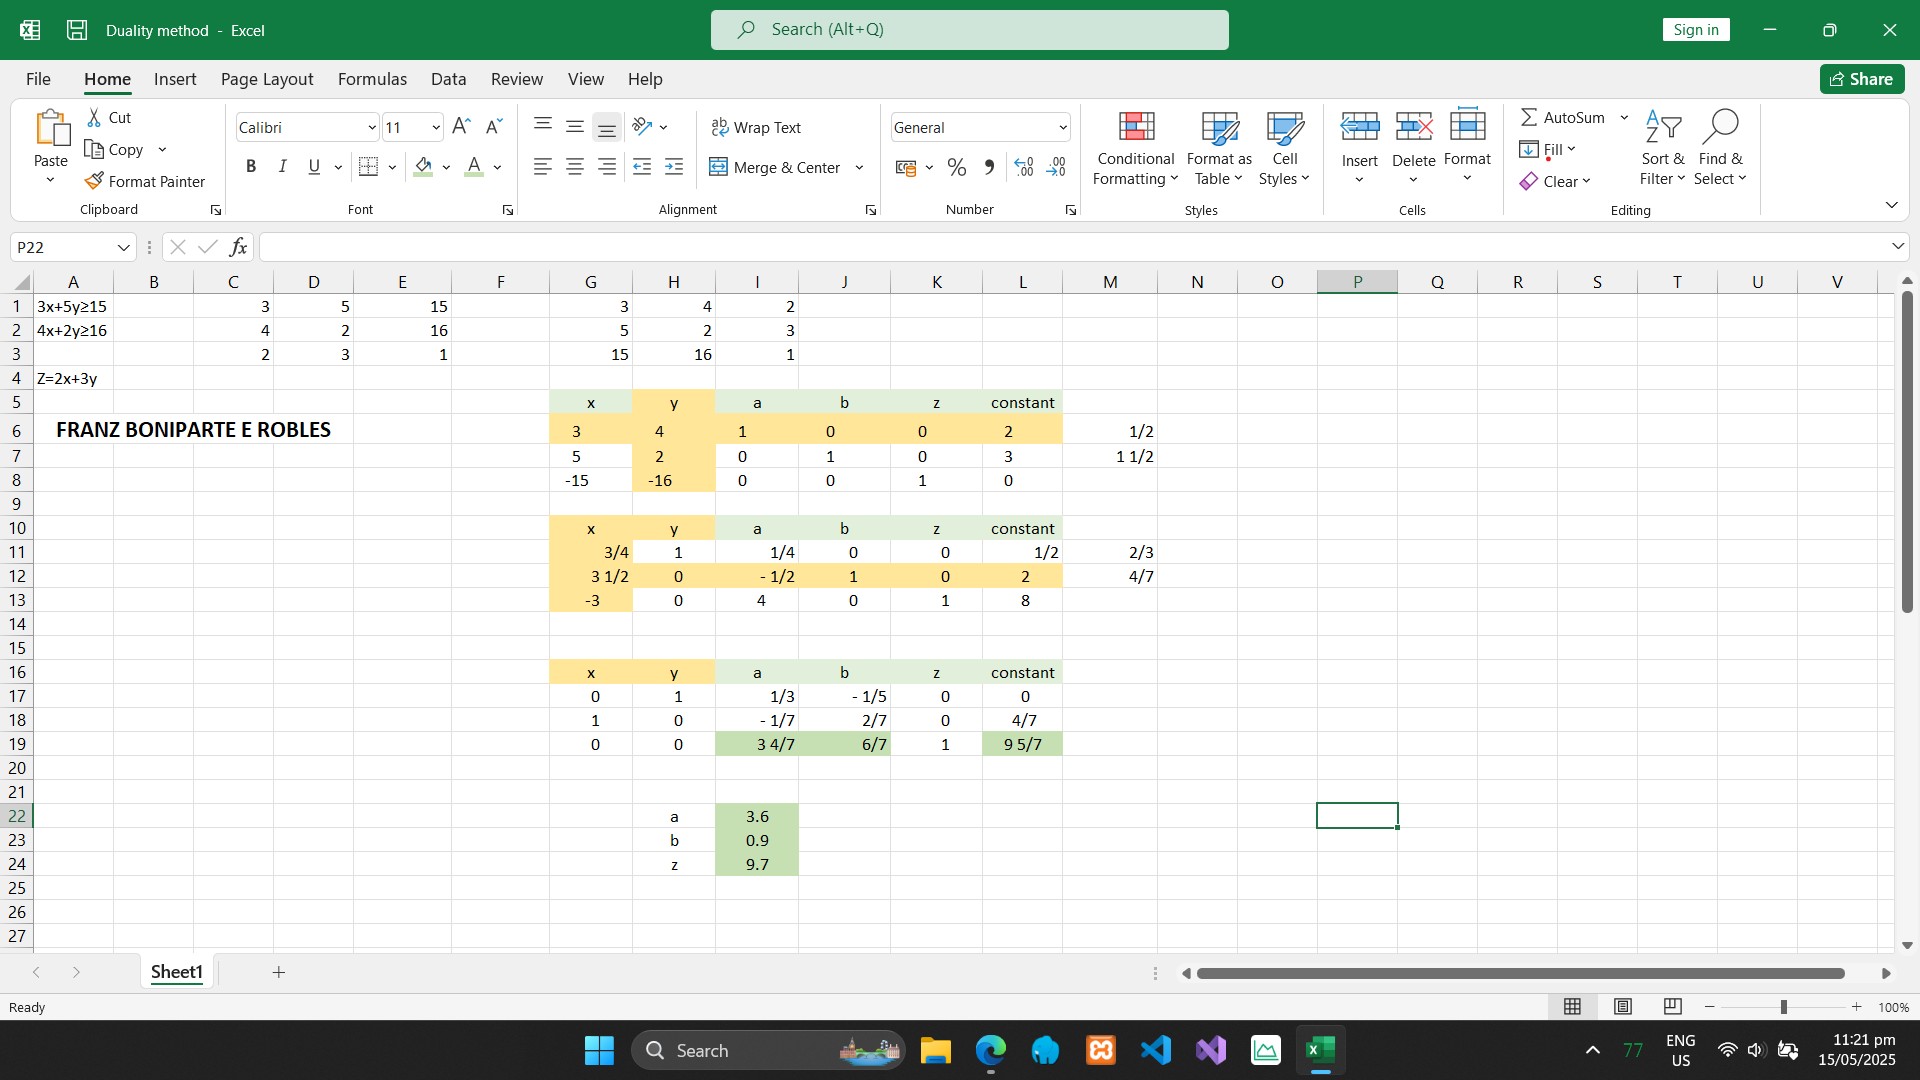 Duality method - Excel
Search (Alt+Q)
Sign in
File Home Insert Page Layout Formulas Data Review View Help
Share
Paste
Cut
Copy
Format Painter
Clipboard
Calibri 11
B I U
Font
Wrap Text
Merge & Center
Alignment
General
Number
Conditional Formatting
Format as Table
Cell Styles
Styles
Insert Delete Format
Cells
AutoSum
Fill
Clear
Sort & Filter
Find & Select
Editing
P22
fx
A B C D E F G H I J K L M N O P Q R S T U V
1 3x+5y≥15 3 5 15 3 4 2
2 4x+2y≥16 4 2 16 5 2 3
3 2 3 1 15 16 1
4 Z=2x+3y
5 x y a b z constant
6 FRANZ BONIPARTE E ROBLES 3 4 1 0 0 2 1/2
7 5 2 0 1 0 3 1 1/2
8 -15 -16 0 0 1 0
9
10 x y a b z constant
11 3/4 1 1/4 0 0 1/2 2/3
12 3 1/2 0 - 1/2 1 0 2 4/7
13 -3 0 4 0 1 8
14
15
16 x y a b z constant
17 0 1 1/3 - 1/5 0 0
18 1 0 - 1/7 2/7 0 4/7
19 0 0 3 4/7 6/7 1 9 5/7
20
21
22 a 3.6
23 b 0.9
24 z 9.7
25
26
27
Sheet1
Ready
100%
Search
77
ENG
US
11:21 pm
15/05/2025